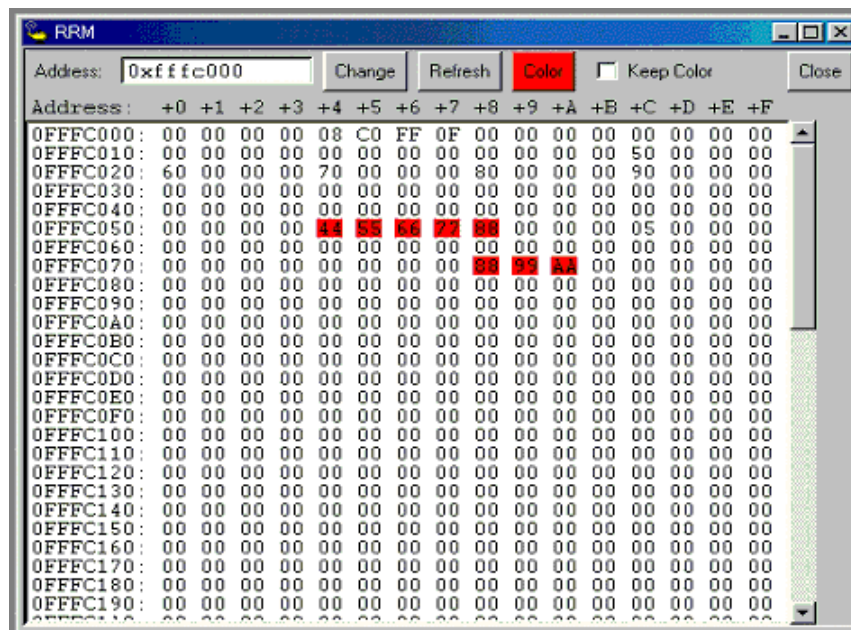 RRM
Address: 0xfffc000 Change Refresh Color Keep Color Close
Address: +0 +1 +2 +3 +4 +5 +6 +7 +8 +9 +A +B +C +D +E +F
0FFFC000: 00 00 00 00 08 C0 FF 0F 00 00 00 00 00 00 00 00
0FFFC010: 00 00 00 00 00 00 00 00 00 00 00 00 50 00 00 00
0FFFC020: 60 00 00 00 70 00 00 00 80 00 00 00 90 00 00 00
0FFFC030: 00 00 00 00 00 00 00 00 00 00 00 00 00 00 00 00
0FFFC040: 00 00 00 00 00 00 00 00 00 00 00 00 00 00 00 00
0FFFC050: 00 00 00 00 44 55 66 77 88 00 00 00 05 00 00 00
0FFFC060: 00 00 00 00 00 00 00 00 00 00 00 00 00 00 00 00
0FFFC070: 00 00 00 00 00 00 00 00 88 99 AA 00 00 00 00 00
0FFFC080: 00 00 00 00 00 00 00 00 00 00 00 00 00 00 00 00
0FFFC090: 00 00 00 00 00 00 00 00 00 00 00 00 00 00 00 00
0FFFC0A0: 00 00 00 00 00 00 00 00 00 00 00 00 00 00 00 00
0FFFC0B0: 00 00 00 00 00 00 00 00 00 00 00 00 00 00 00 00
0FFFC0C0: 00 00 00 00 00 00 00 00 00 00 00 00 00 00 00 00
0FFFC0D0: 00 00 00 00 00 00 00 00 00 00 00 00 00 00 00 00
0FFFC0E0: 00 00 00 00 00 00 00 00 00 00 00 00 00 00 00 00
0FFFC0F0: 00 00 00 00 00 00 00 00 00 00 00 00 00 00 00 00
0FFFC100: 00 00 00 00 00 00 00 00 00 00 00 00 00 00 00 00
0FFFC110: 00 00 00 00 00 00 00 00 00 00 00 00 00 00 00 00
0FFFC120: 00 00 00 00 00 00 00 00 00 00 00 00 00 00 00 00
0FFFC130: 00 00 00 00 00 00 00 00 00 00 00 00 00 00 00 00
0FFFC140: 00 00 00 00 00 00 00 00 00 00 00 00 00 00 00 00
0FFFC150: 00 00 00 00 00 00 00 00 00 00 00 00 00 00 00 00
0FFFC160: 00 00 00 00 00 00 00 00 00 00 00 00 00 00 00 00
0FFFC170: 00 00 00 00 00 00 00 00 00 00 00 00 00 00 00 00
0FFFC180: 00 00 00 00 00 00 00 00 00 00 00 00 00 00 00 00
0FFFC190: 00 00 00 00 00 00 00 00 00 00 00 00 00 00 00 00